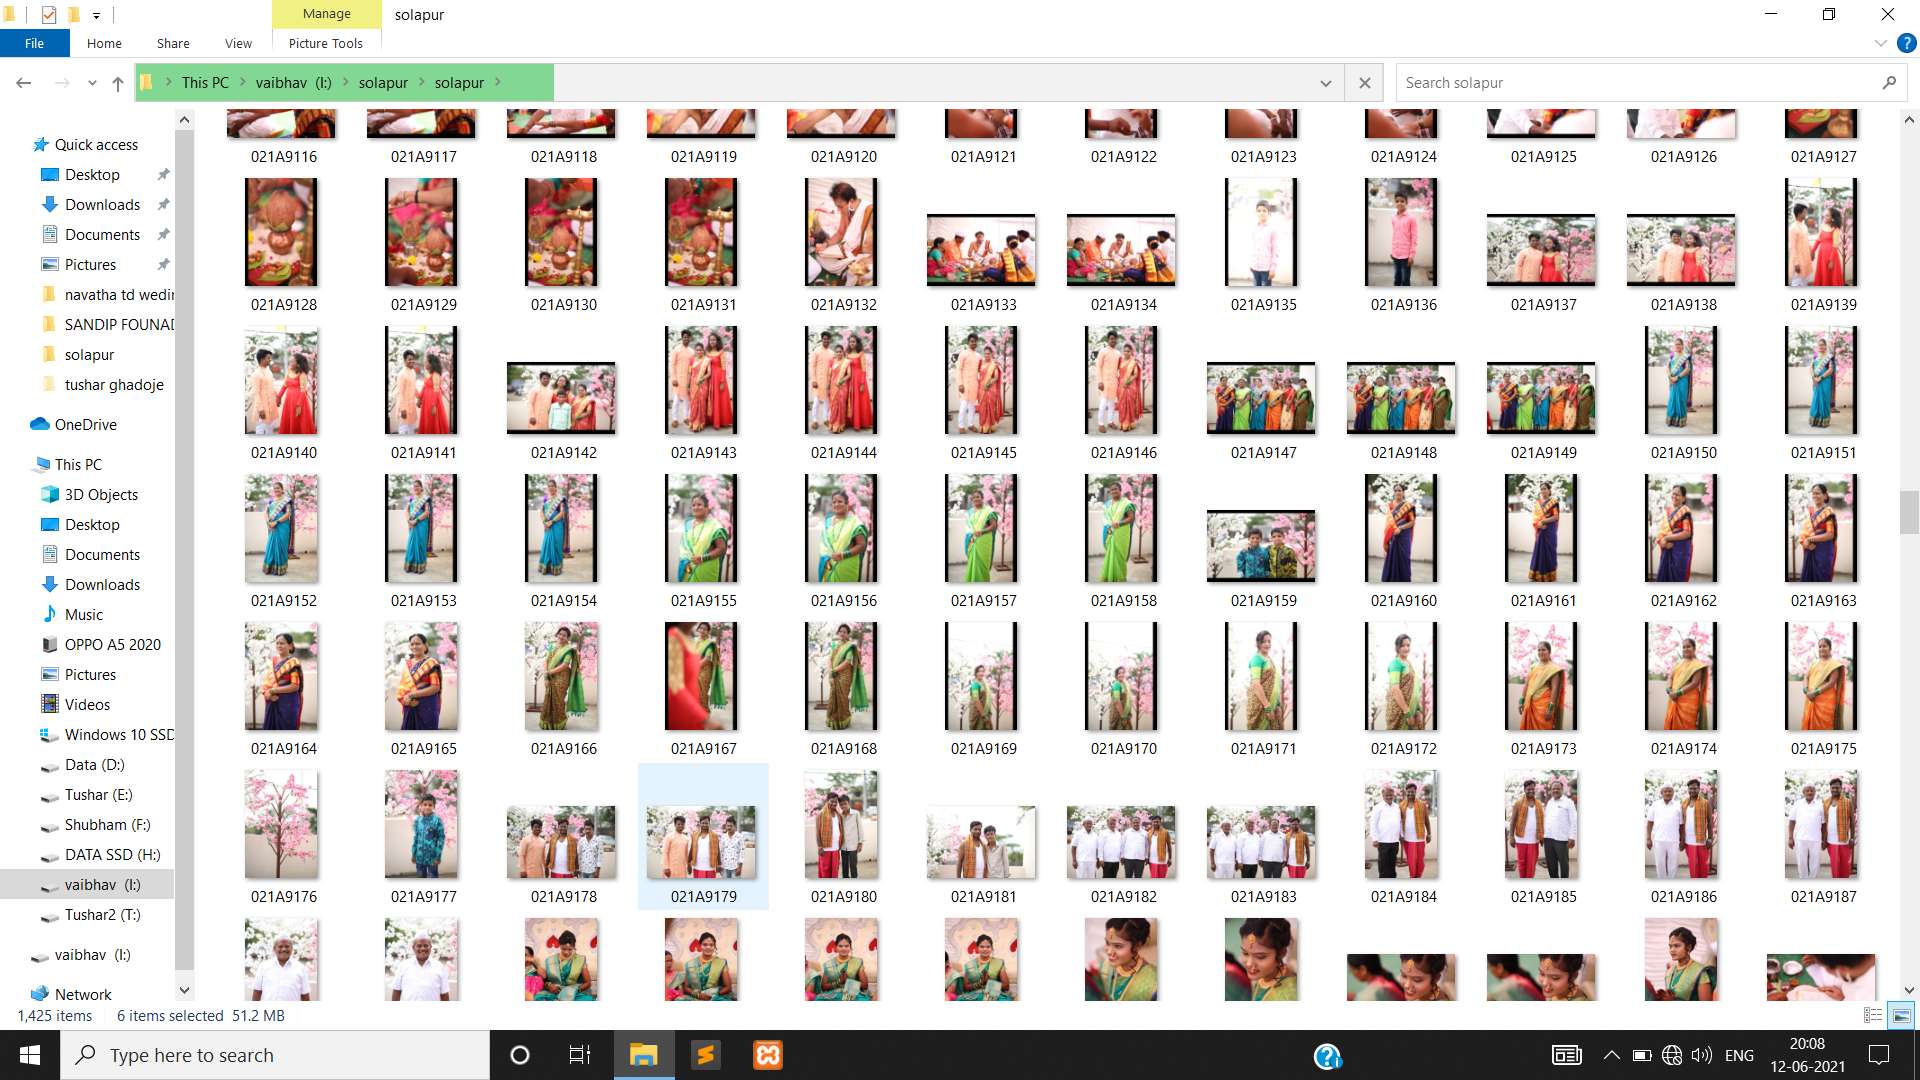 Manage
solapur
File
Home
Share
View
Picture Tools
This PC
vaibhav (I:)
solapur
solapur
Search solapur
Quick access
Desktop
Downloads
Documents
Pictures
navatha td wedin
SANDIP FOUNAD
solapur
tushar ghadoje
OneDrive
This PC
3D Objects
Desktop
Documents
Downloads
Music
OPPO A5 2020
Pictures
Videos
Windows 10 SSD
Data (D:)
Tushar (E:)
Shubham (F:)
DATA SSD (H:)
vaibhav (I:)
Tushar2 (T:)
vaibhav (I:)
Network
021A9116 021A9117 021A9118 021A9119 021A9120 021A9121 021A9122 021A9123 021A9124 021A9125 021A9126 021A9127
021A9128 021A9129 021A9130 021A9131 021A9132 021A9133 021A9134 021A9135 021A9136 021A9137 021A9138 021A9139
021A9140 021A9141 021A9142 021A9143 021A9144 021A9145 021A9146 021A9147 021A9148 021A9149 021A9150 021A9151
021A9152 021A9153 021A9154 021A9155 021A9156 021A9157 021A9158 021A9159 021A9160 021A9161 021A9162 021A9163
021A9164 021A9165 021A9166 021A9167 021A9168 021A9169 021A9170 021A9171 021A9172 021A9173 021A9174 021A9175
021A9176 021A9177 021A9178 021A9179 021A9180 021A9181 021A9182 021A9183 021A9184 021A9185 021A9186 021A9187
1,425 items 6 items selected 51.2 MB
Type here to search
ENG
20:08
12-06-2021